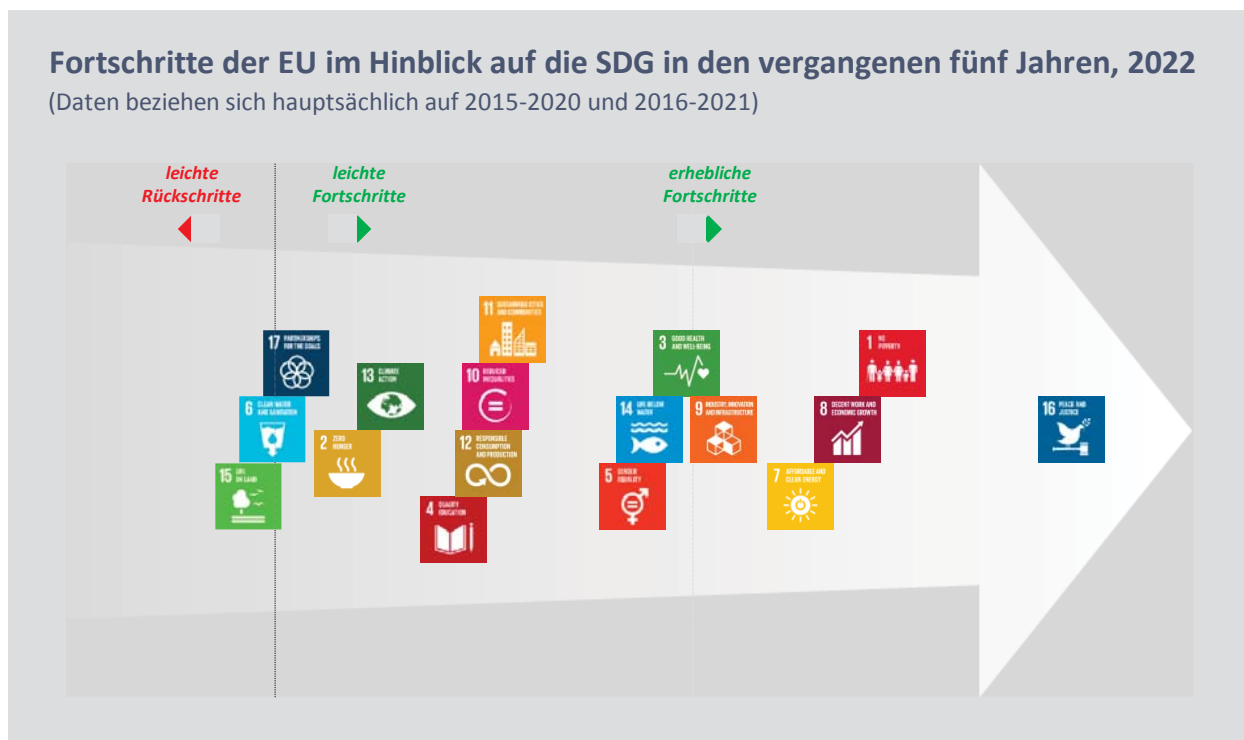 Fortschritte der EU im Hinblick auf die SDG in den vergangenen fünf Jahren, 2022
(Daten beziehen sich hauptsächlich auf 2015-2020 und 2016-2021)
leichte
Rückschritte
leichte
Fortschritte
erhebliche
Fortschritte
11 SUSTAINABLE CITIES
AND COMMUNITIES
17 PARTNERSHIPS
FOR THE GOALS
3 GOOD HEALTH
AND WELL-BEING
1 NO
POVERTY
13 CLIMATE
ACTION
10 REDUCED
INEQUALITIES
6 CLEAN WATER
AND SANITATION
14 LIFE BELOW
WATER
9 INDUSTRY, INNOVATION
AND INFRASTRUCTURE
8 DECENT WORK AND
ECONOMIC GROWTH
16 PEACE AND
JUSTICE
2 ZERO
HUNGER
12 RESPONSIBLE
CONSUMPTION
AND PRODUCTION
15 LIFE
ON LAND
5 GENDER
EQUALITY
7 AFFORDABLE AND
CLEAN ENERGY
4 QUALITY
EDUCATION